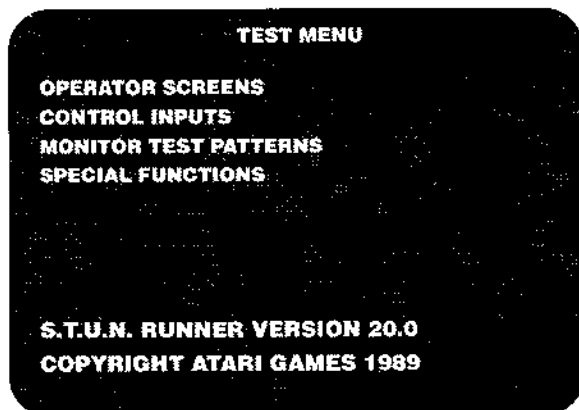 TEST MENU
OPERATOR SCREENS
CONTROL INPUTS
MONITOR TEST PATTERNS
SPECIAL FUNCTIONS
S.T.U.N. RUNNER VERSION 20.0
COPYRIGHT ATARI GAMES 1989